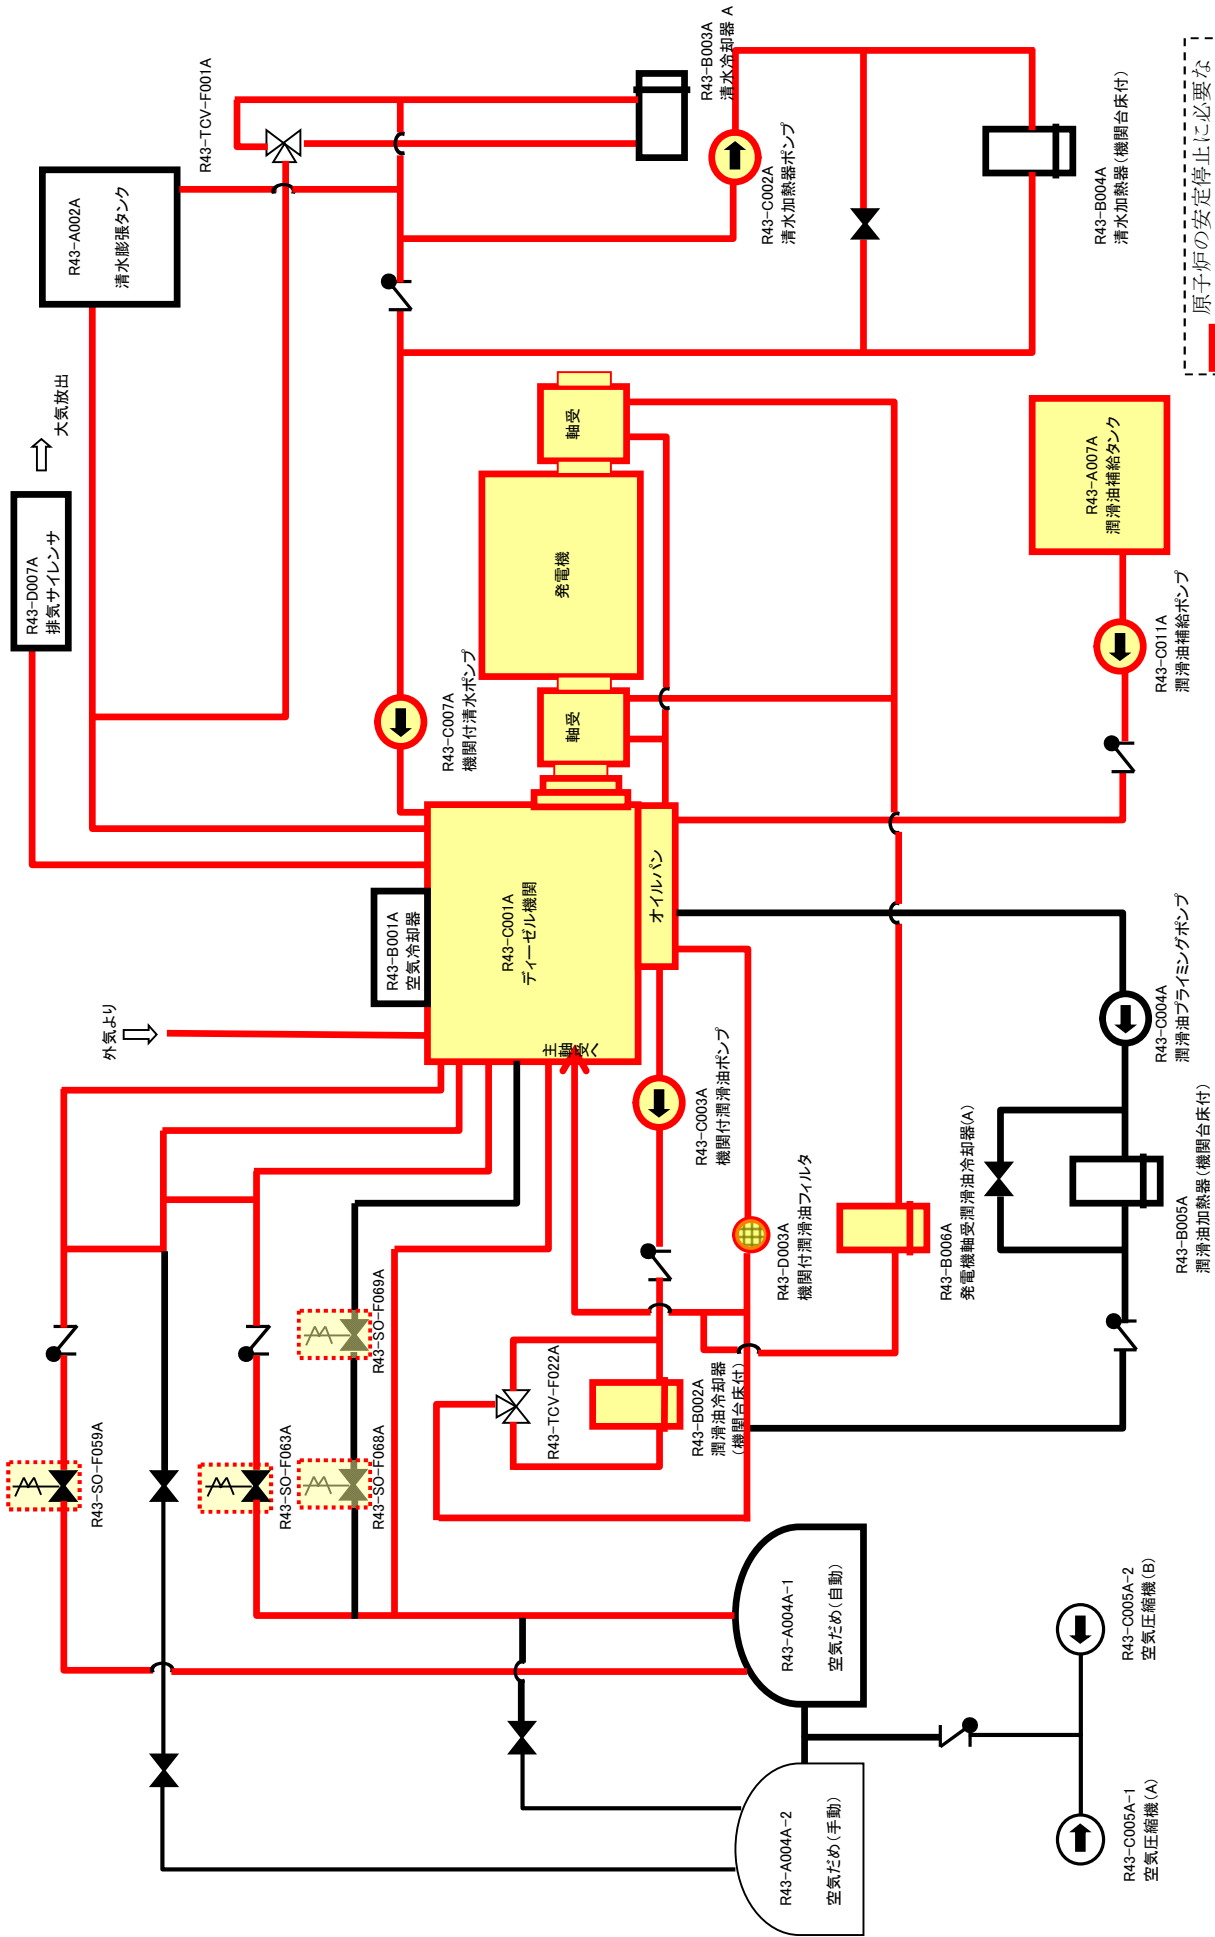 R43-A002A
清水膨張タンク
R43-TCV-F001A
R43-B003A
清水冷却器 A
R43-C002A
清水加熱器ポンプ
R43-B004A
清水加熱器(機関台床付)
原子炉の安定停止に必要な
大気放出
R43-D007A
排気サイレンサ
R43-C007A
機関付清水ポンプ
軸受
発電機
軸受
R43-A007A
潤滑油補給タンク
R43-C011A
潤滑油補給ポンプ
外気より
R43-B001A
空気冷却器
R43-C001A
ディーゼル機関
オイルパン
主軸受へ
R43-C003A
機関付潤滑油ポンプ
R43-D003A
機関付潤滑油フィルタ
R43-B006A
発電機軸受潤滑油冷却器(A)
R43-C004A
潤滑油プライミングポンプ
R43-B005A
潤滑油加熱器(機関台床付)
R43-SO-F059A
R43-SO-F063A
R43-SO-F069A
R43-SO-F068A
R43-TCV-F022A
R43-B002A
潤滑油冷却器
(機関台床付)
R43-A004A-1
空気だめ(自動)
R43-A004A-2
空気だめ(手動)
R43-C005A-2
空気圧縮機(B)
R43-C005A-1
空気圧縮機(A)